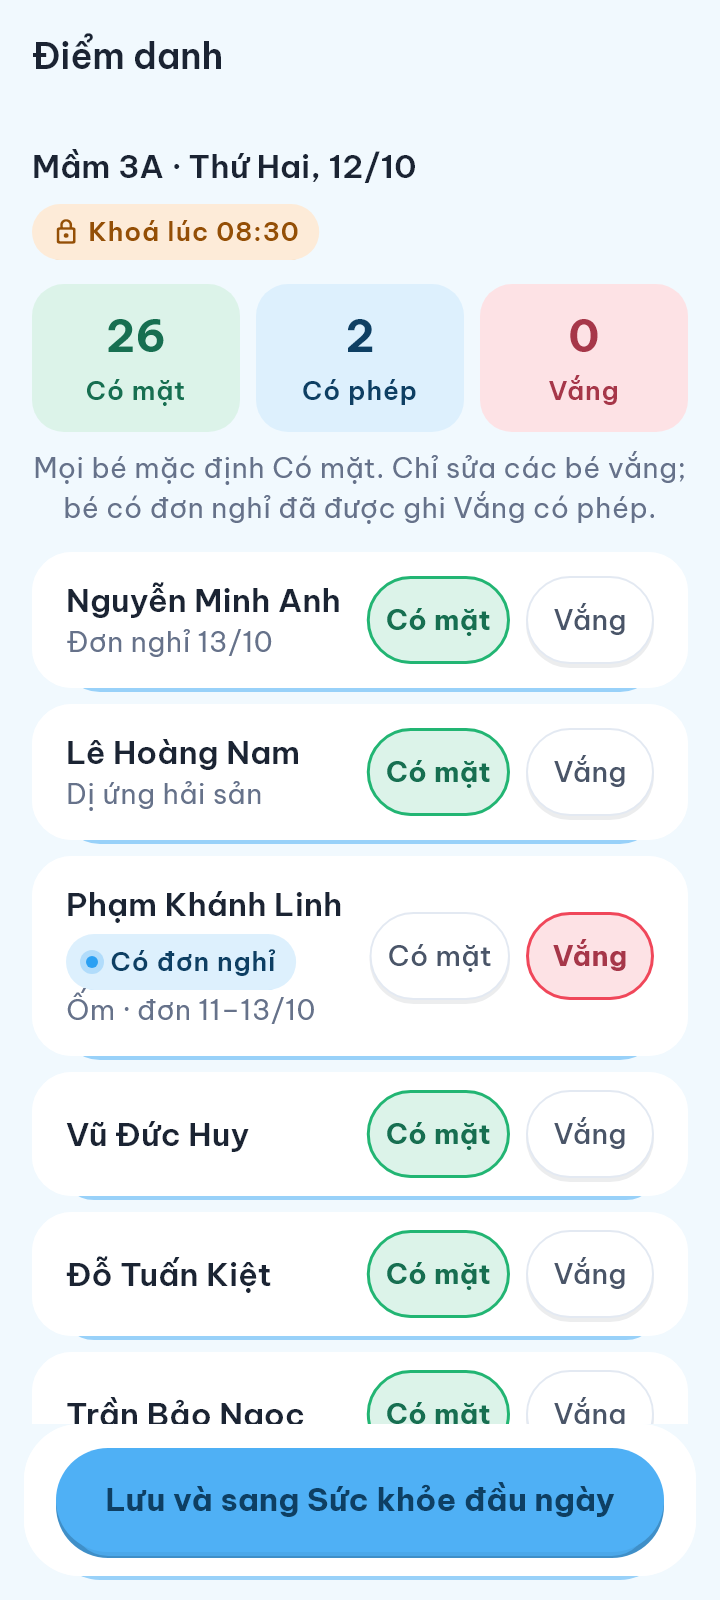 Điểm danh
Mầm 3A · Thứ Hai, 12/10
Khoá lúc 08:30
26
Có mặt
2
Có phép
0
Vắng
Mọi bé mặc định Có mặt. Chỉ sửa các bé vắng;
bé có đơn nghỉ đã được ghi Vắng có phép.
Nguyễn Minh Anh
Đơn nghỉ 13/10
Có mặt
Vắng
Lê Hoàng Nam
Dị ứng hải sản
Có mặt
Vắng
Phạm Khánh Linh
Có đơn nghỉ
Ốm · đơn 11–13/10
Có mặt
Vắng
Vũ Đức Huy
Có mặt
Vắng
Đỗ Tuấn Kiệt
Có mặt
Vắng
Trần Bảo Ngọc
Có mặt
Vắng
Lưu và sang Sức khỏe đầu ngày